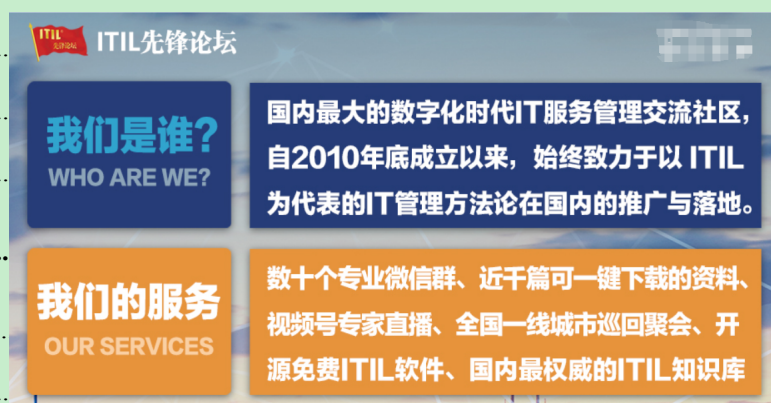 ITIL
先锋论坛
ITIL先锋论坛
我们是谁?
WHO ARE WE?
国内最大的数字化时代IT服务管理交流社区，
自2010年底成立以来，始终致力于以 ITIL
为代表的IT管理方法论在国内的推广与落地。
我们的服务
OUR SERVICES
数十个专业微信群、近千篇可一键下载的资料、
视频号专家直播、全国一线城市巡回聚会、开
源免费ITIL软件、国内最权威的ITIL知识库